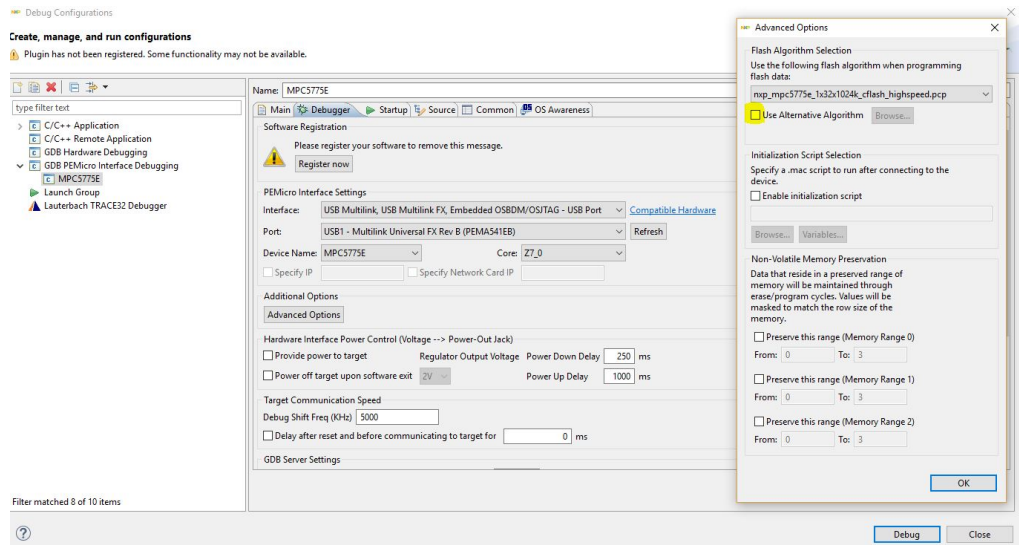 Debug Configurations
Create, manage, and run configurations
Plugin has not been registered. Some functionality may not be available.
type filter text
C/C++ Application
C/C++ Remote Application
GDB Hardware Debugging
GDB PEMicro Interface Debugging
MPC5775E
Launch Group
Lauterbach TRACE32 Debugger
Filter matched 8 of 10 items
Name: MPC5775E
Main Debugger Startup Source Common OS Awareness
Software Registration
Please register your software to remove this message.
Register now
PEMicro Interface Settings
Interface: USB Multilink, USB Multilink FX, Embedded OSBDM/OSJTAG - USB Port Compatible Hardware
Port: USB1 - Multilink Universal FX Rev B (PEMA541EB) Refresh
Device Name: MPC5775E Core: Z7_0
Specify IP Specify Network Card IP
Additional Options
Advanced Options
Hardware Interface Power Control (Voltage --> Power-Out Jack)
Provide power to target Regulator Output Voltage Power Down Delay 250 ms
Power off target upon software exit 2V Power Up Delay 1000 ms
Target Communication Speed
Debug Shift Freq (KHz) 5000
Delay after reset and before communicating to target for 0 ms
GDB Server Settings
Debug Close
Advanced Options
Flash Algorithm Selection
Use the following flash algorithm when programming
flash data:
nxp_mpc5775e_1x32x1024k_cflash_highspeed.pcp
Use Alternative Algorithm Browse...
Initialization Script Selection
Specify a .mac script to run after connecting to the
device.
Enable initialization script
Browse... Variables...
Non-Volatile Memory Preservation
Data that reside in a preserved range of
memory will be maintained through
erase/program cycles. Values will be
masked to match the row size of the
memory.
Preserve this range (Memory Range 0)
From: 0 To: 3
Preserve this range (Memory Range 1)
From: 0 To: 3
Preserve this range (Memory Range 2)
From: 0 To: 3
OK